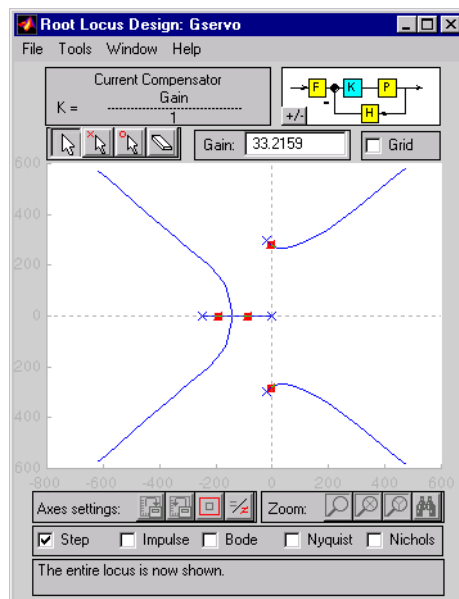 Root Locus Design: Gservo
File Tools Window Help
Current Compensator
K = Gain
1
F K P
H
+/-
Gain: 33.2159
Grid
600
400
200
0
200
400
600
-800 -600 -400 -200 0 200 400 600
Axes settings: Zoom:
Step Impulse Bode Nyquist Nichols
The entire locus is now shown.